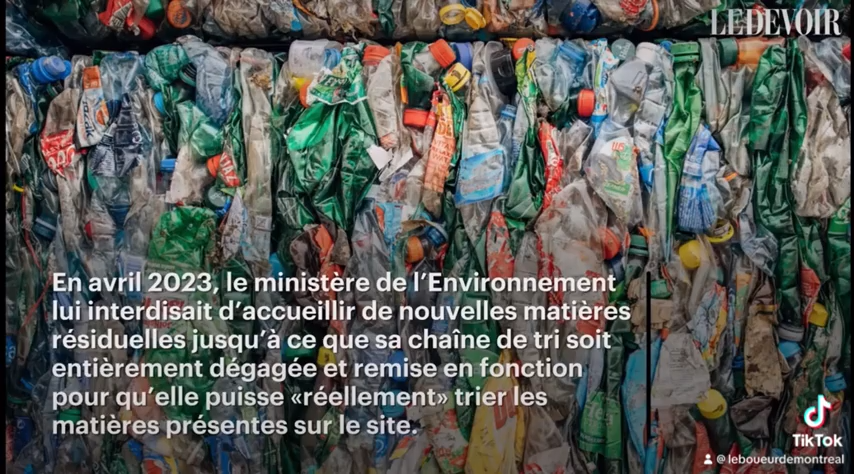 LE DEVOIR
En avril 2023, le ministère de l'Environnement
lui interdisait d'accueillir de nouvelles matières
résiduelles jusqu'à ce que sa chaîne de tri soit
entièrement dégagée et remise en fonction
pour qu'elle puisse «réellement» trier les
matières présentes sur le site.
TikTok
@leboueurdemontreal